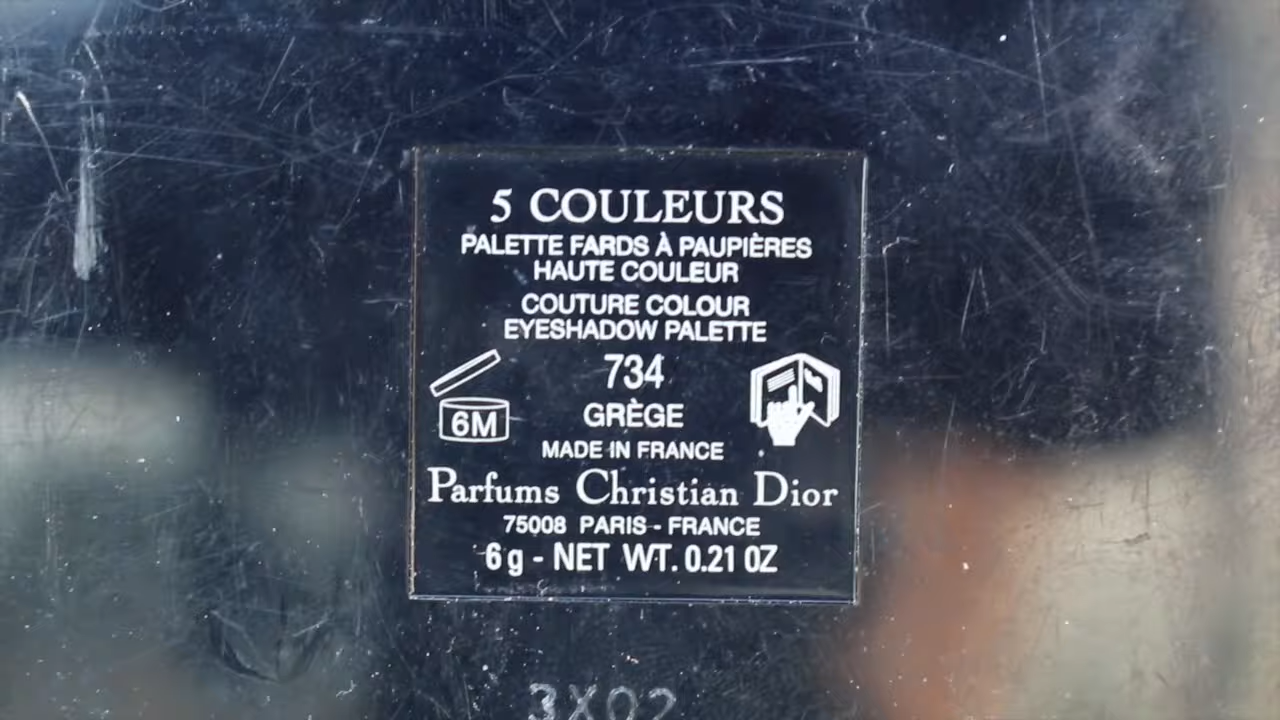 5 COULEURS
PALETTE FARDS À PAUPIÈRES
HAUTE COULEUR
COUTURE COLOUR
EYESHADOW PALETTE
734
6M
GRÈGE
MADE IN FRANCE
Parfums Christian Dior
75008 PARIS - FRANCE
6 g - NET WT. 0.21 OZ
3X02